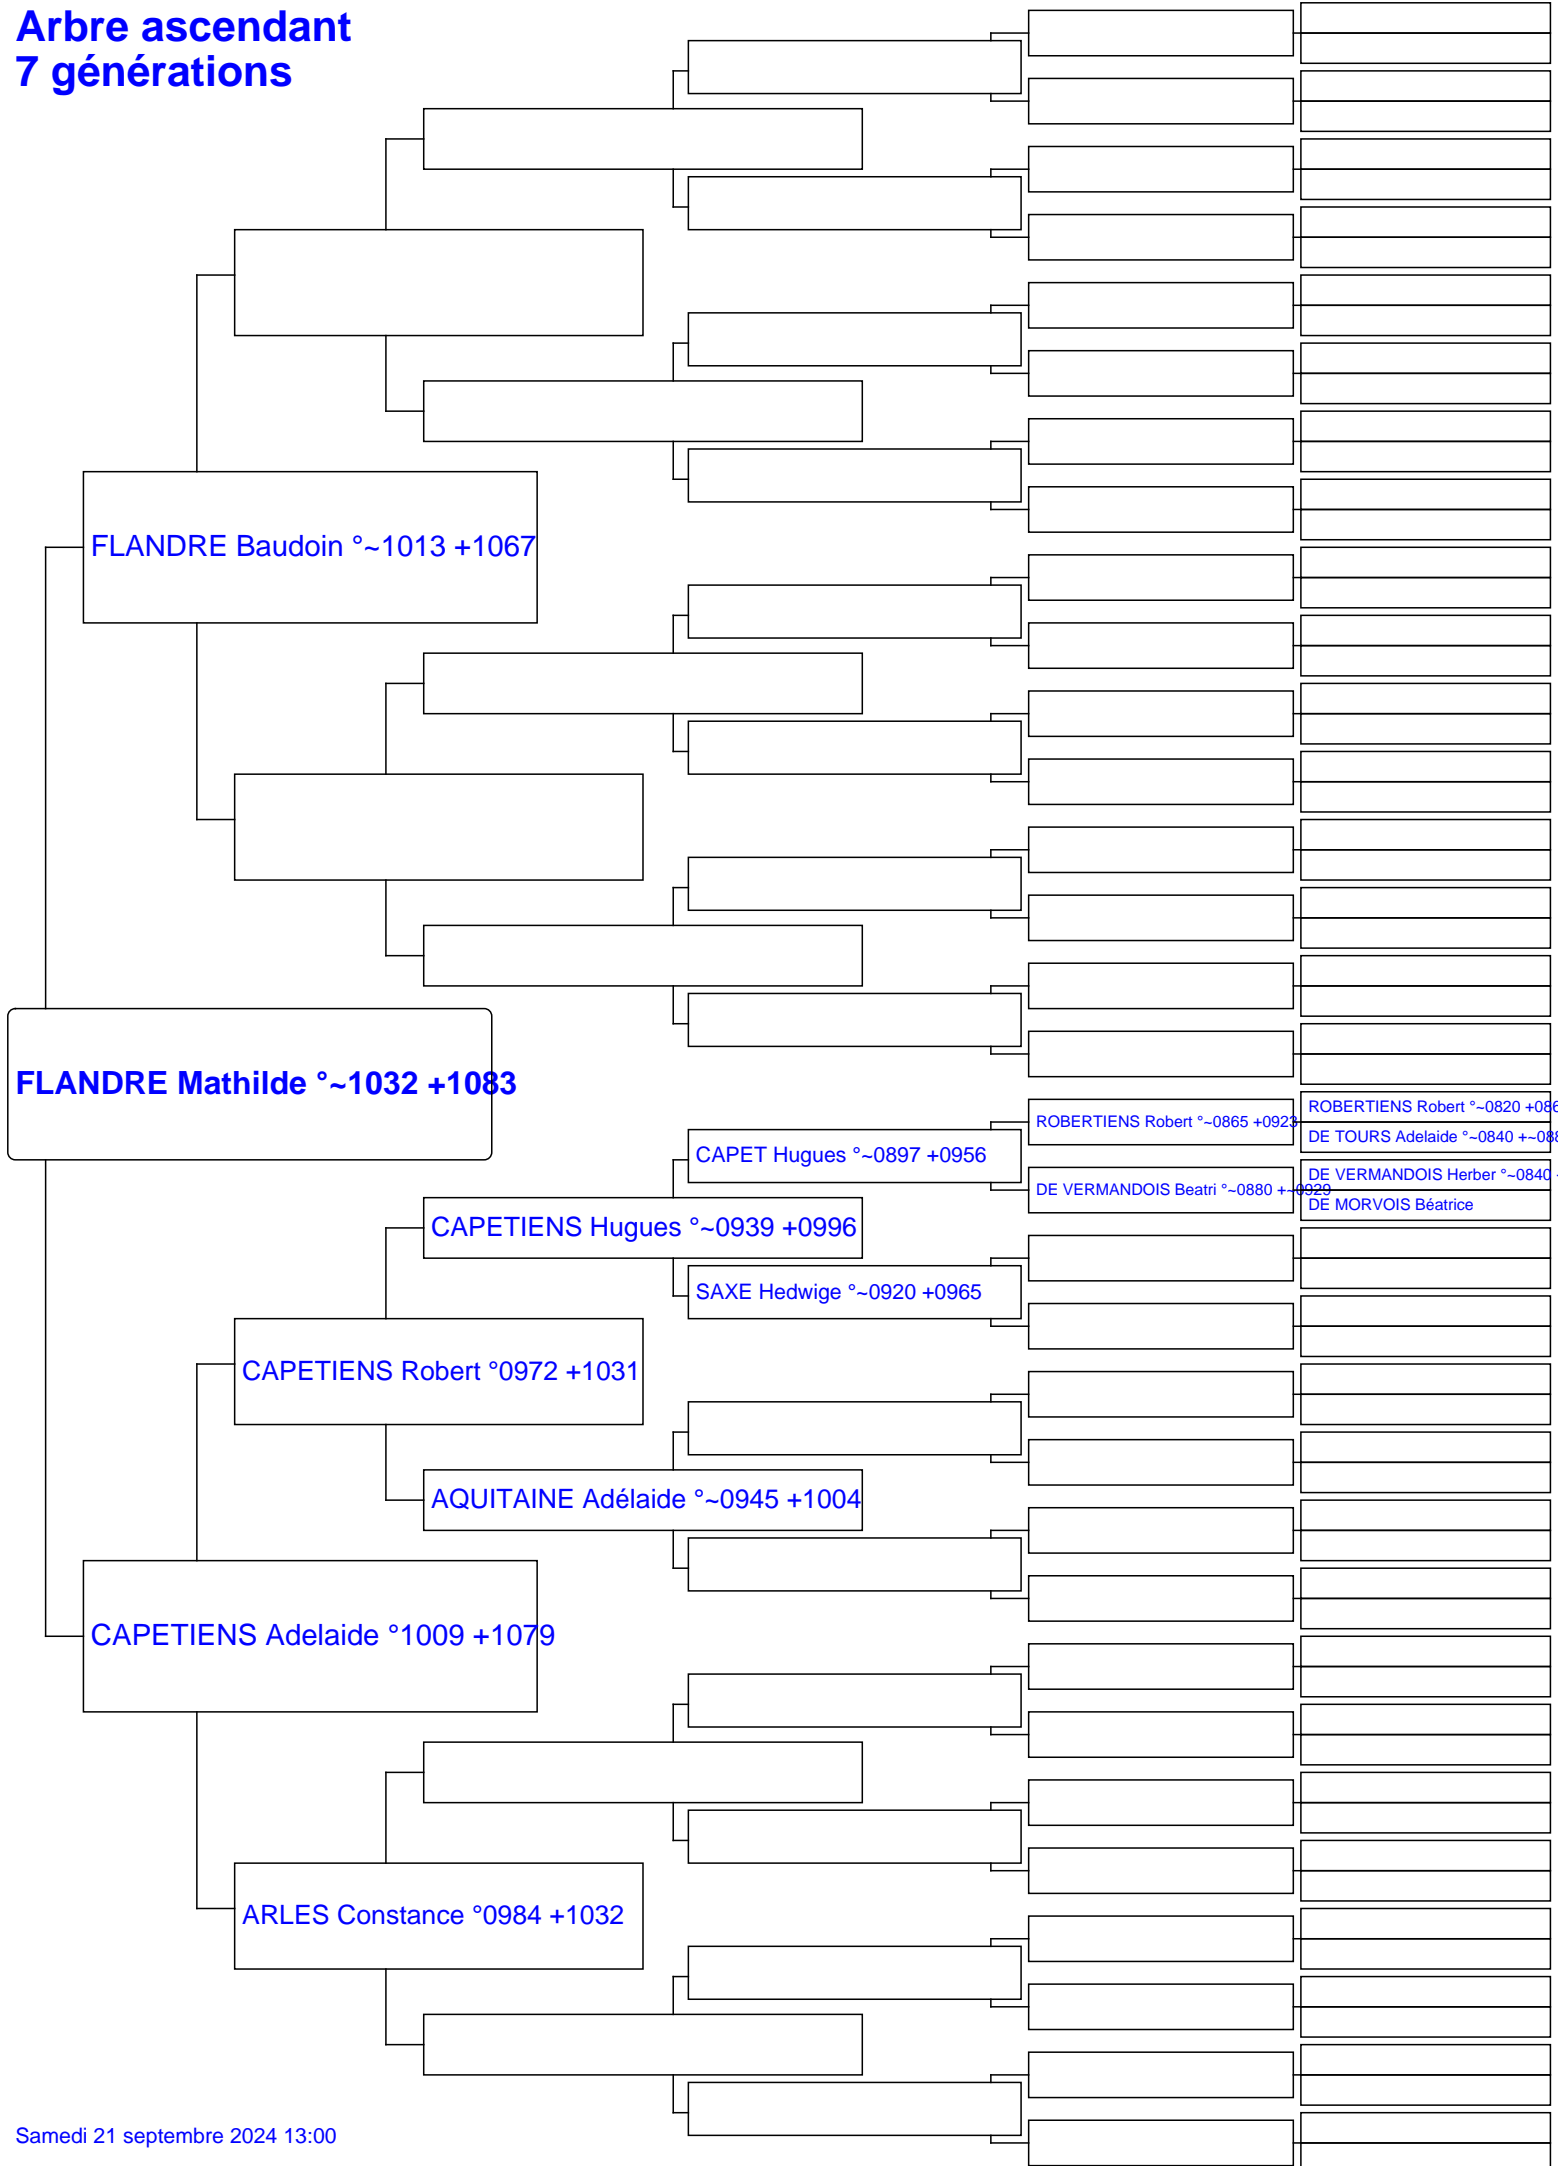 Arbre ascendant
7 générations
FLANDRE Baudoin °~1013 +1067
FLANDRE Mathilde °~1032 +1083
ROBERTIENS Robert °~0820 +086
ROBERTIENS Robert °~0865 +0923
DE TOURS Adelaide °~0840 +~088
CAPET Hugues °~0897 +0956
DE VERMANDOIS Herber °~0840
DE VERMANDOIS Beatri °~0880 +~0929
DE MORVOIS Béatrice
CAPETIENS Hugues °~0939 +0996
SAXE Hedwige °~0920 +0965
CAPETIENS Robert °0972 +1031
AQUITAINE Adélaide °~0945 +1004
CAPETIENS Adelaide °1009 +1079
ARLES Constance °0984 +1032
Samedi 21 septembre 2024 13:00